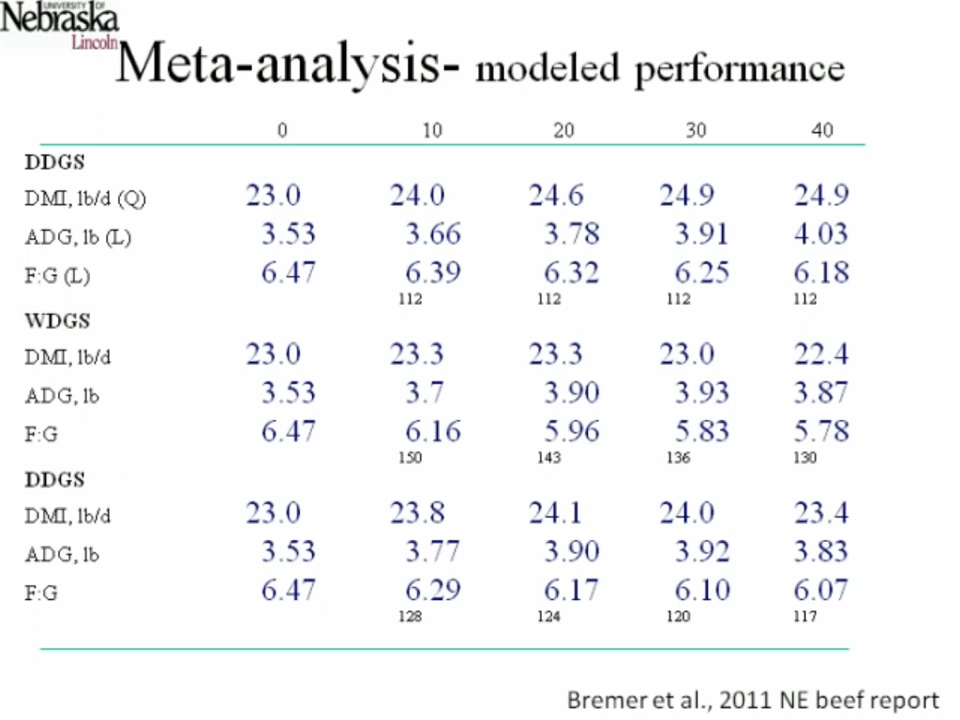 UNIVERSITY OF
Nebraska
Lincoln
Meta-analysis- modeled performance
0 10 20 30 40
DDGS
DMI, lb/d (Q) 23.0 24.0 24.6 24.9 24.9
ADG, lb (L) 3.53 3.66 3.78 3.91 4.03
F:G (L) 6.47 6.39 6.32 6.25 6.18
112 112 112 112
WDGS
DMI, lb/d 23.0 23.3 23.3 23.0 22.4
ADG, lb 3.53 3.7 3.90 3.93 3.87
F:G 6.47 6.16 5.96 5.83 5.78
150 143 136 130
DDGS
DMI, lb/d 23.0 23.8 24.1 24.0 23.4
ADG, lb 3.53 3.77 3.90 3.92 3.83
F:G 6.47 6.29 6.17 6.10 6.07
128 124 120 117
Bremer et al., 2011 NE beef report